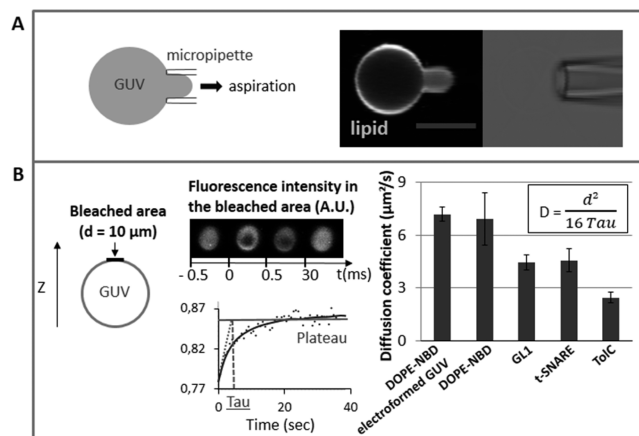 A
micropipette
GUV
aspiration
lipid
B
Bleached area
(d = 10 µm)
Z
GUV
Fluorescence intensity in
the bleached area (A.U.)
- 0.5 0 0.5 30 t(ms)
0,87
0,82
0,77
Plateau
Tau
0 20 40
Time (sec)
Diffusion coefficient (µm²/s)
9
6
3
0
D = d² / 16 Tau
DOPE-NBD
electroformed GUV
DOPE-NBD
GL1
t-SNARE
TolC